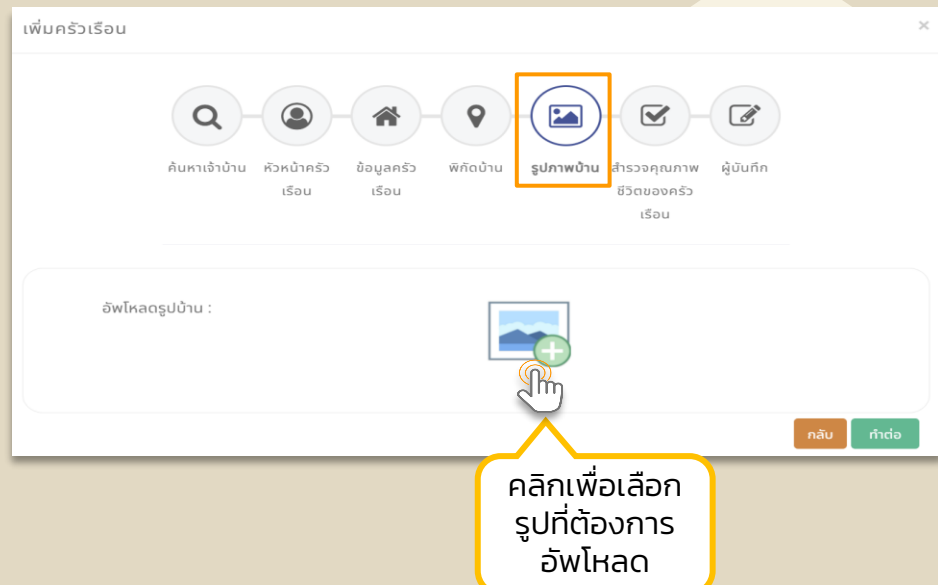 เพิ่มครัวเรือน
×
ค้นหาเจ้าบ้าน
หัวหน้าครัว
เรือน
ข้อมูลครัว
เรือน
พิกัดบ้าน
รูปภาพบ้าน
สำรวจคุณภาพ
ชีวิตของครัว
เรือน
ผู้บันทึก
อัพโหลดรูปบ้าน :
กลับ
ทำต่อ
คลิกเพื่อเลือก
รูปที่ต้องการ
อัพโหลด